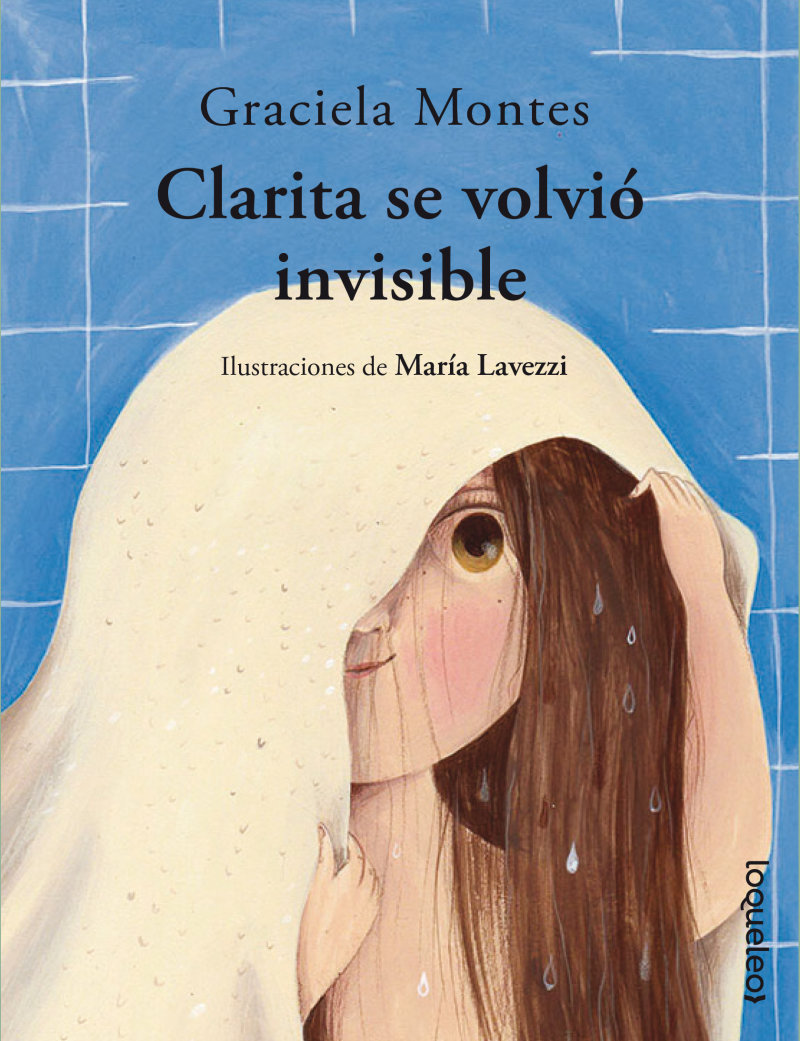 Graciela Montes
Clarita se volvió
invisible
Ilustraciones de María Lavezzi
loqueleo